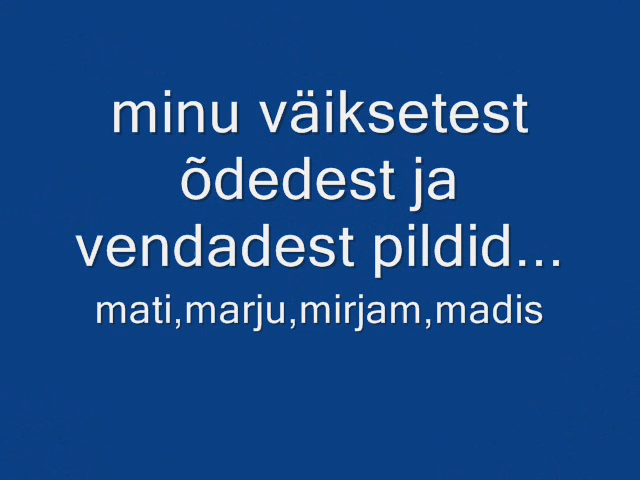 minu väiksetest
õdedest ja
vendadest pildid...
mati,marju,mirjam,madis